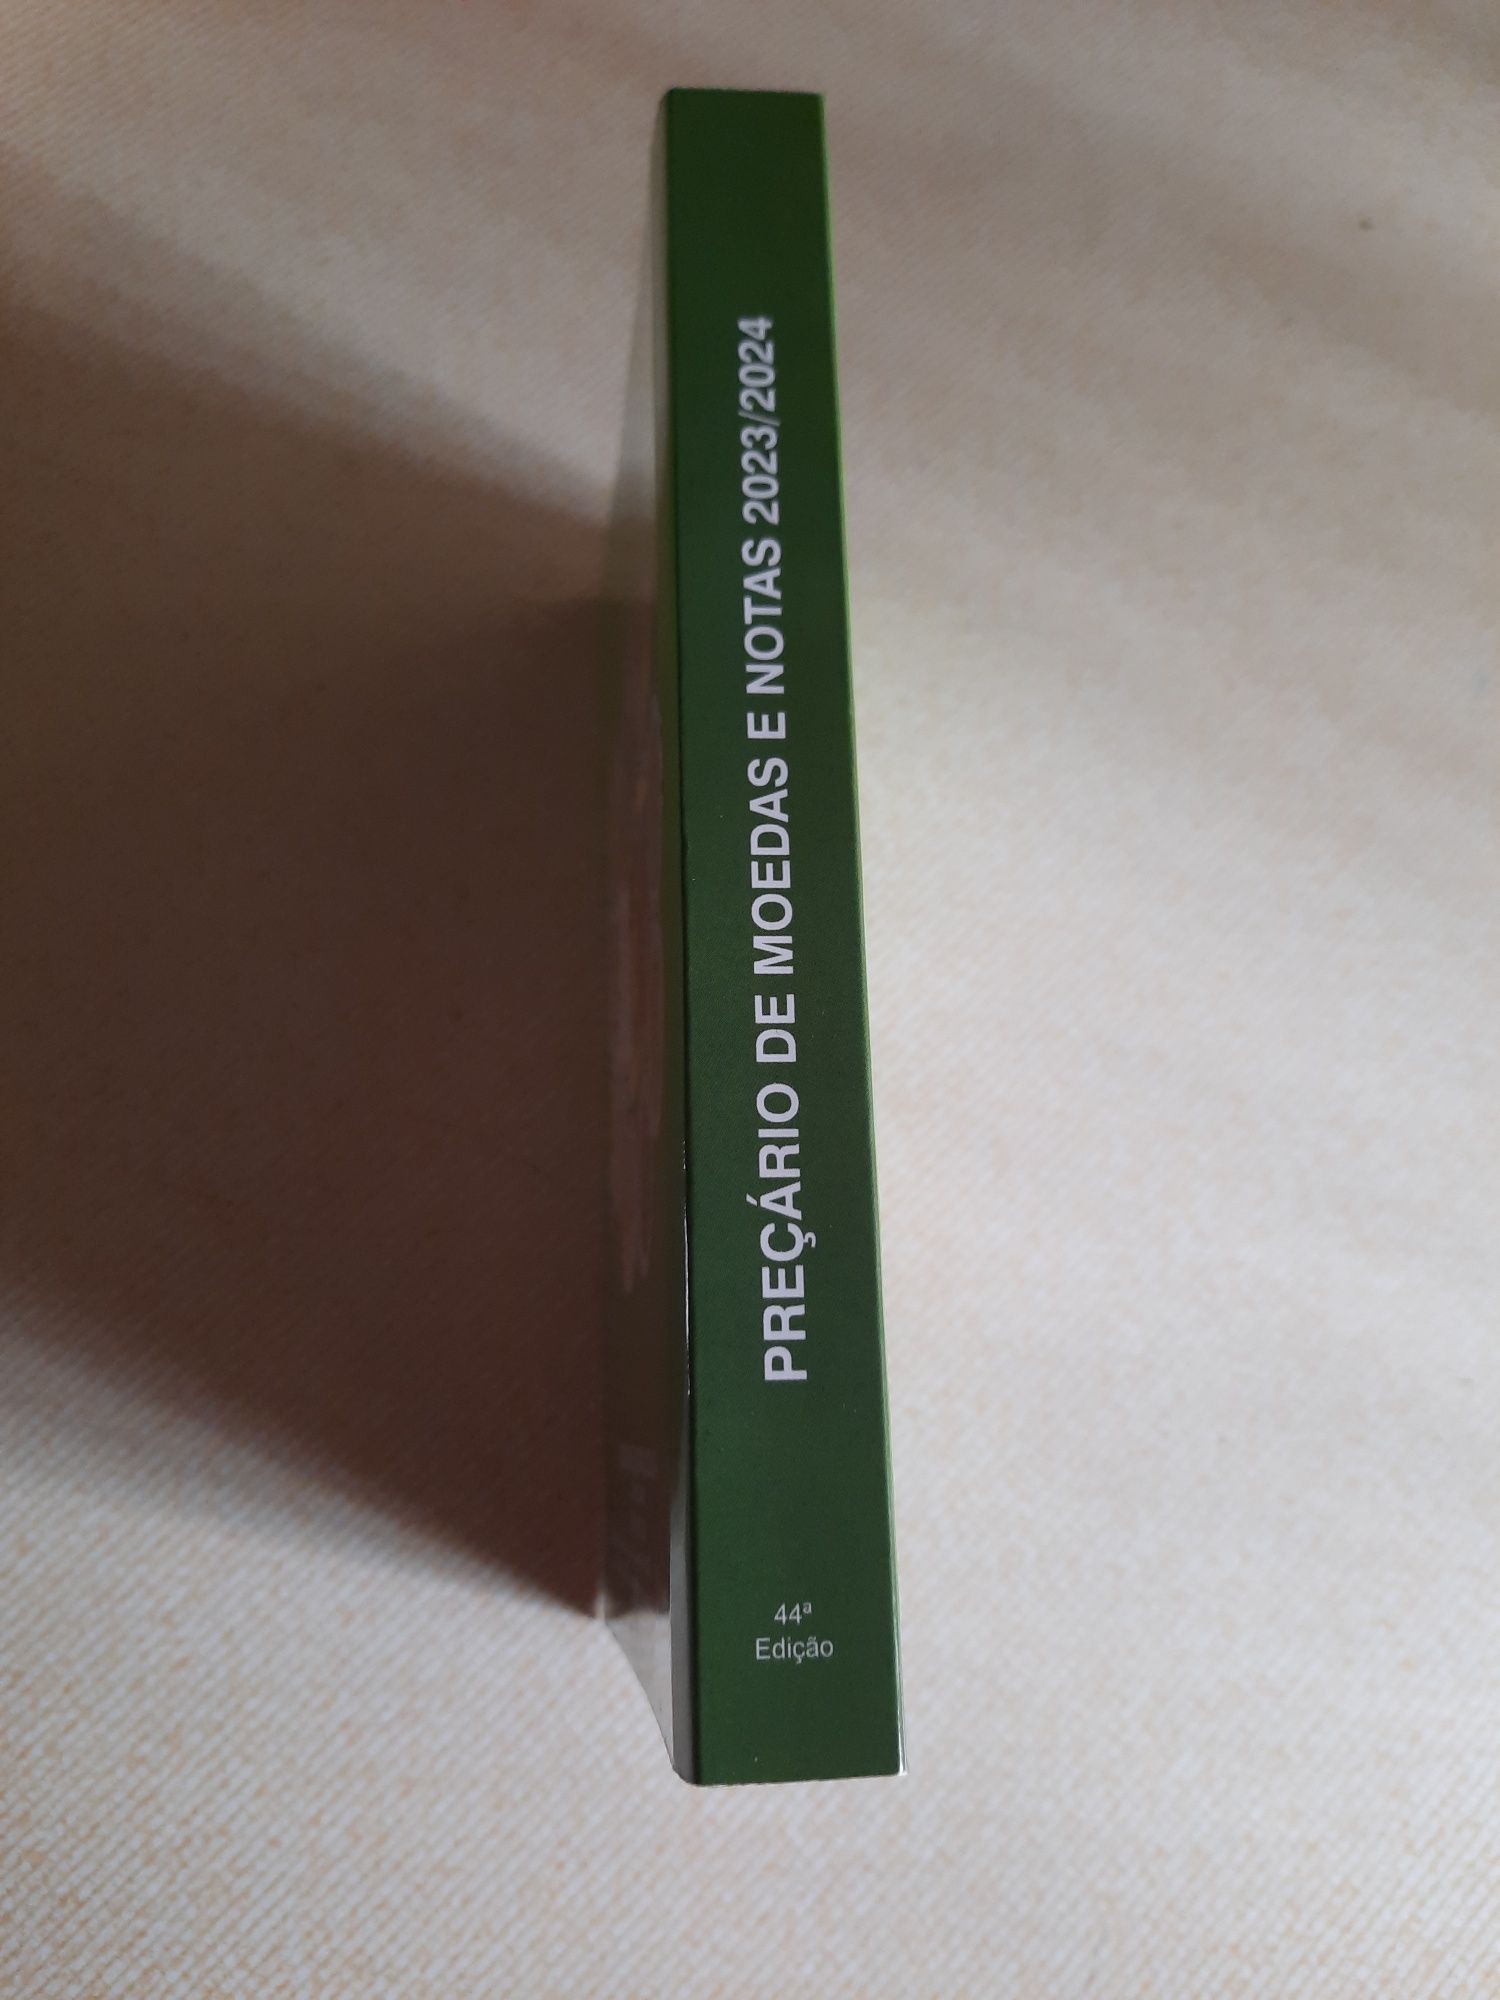 PREÇÁRIO DE MOEDAS E NOTAS 2023/2024
44ª
Edição